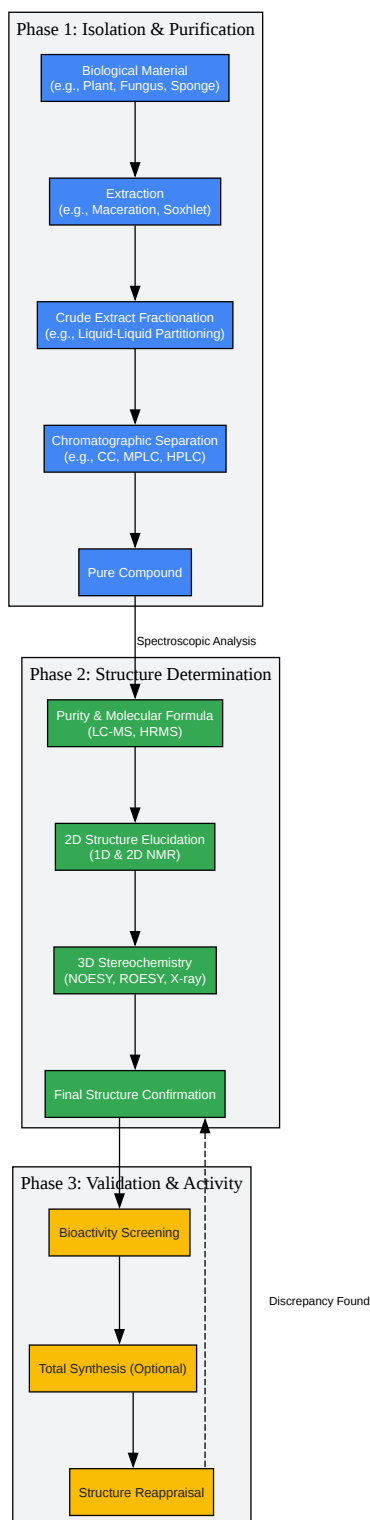 Phase 1: Isolation & Purification
Biological Material
(e.g., Plant, Fungus, Sponge)
Extraction
(e.g., Maceration, Soxhlet)
Crude Extract Fractionation
(e.g., Liquid-Liquid Partitioning)
Chromatographic Separation
(e.g., CC, MPLC, HPLC)
Pure Compound
Spectroscopic Analysis
Phase 2: Structure Determination
Purity & Molecular Formula
(LC-MS, HRMS)
2D Structure Elucidation
(1D & 2D NMR)
3D Stereochemistry
(NOESY, ROESY, X-ray)
Final Structure Confirmation
Phase 3: Validation & Activity
Bioactivity Screening
Discrepancy Found
Total Synthesis (Optional)
Structure Reappraisal